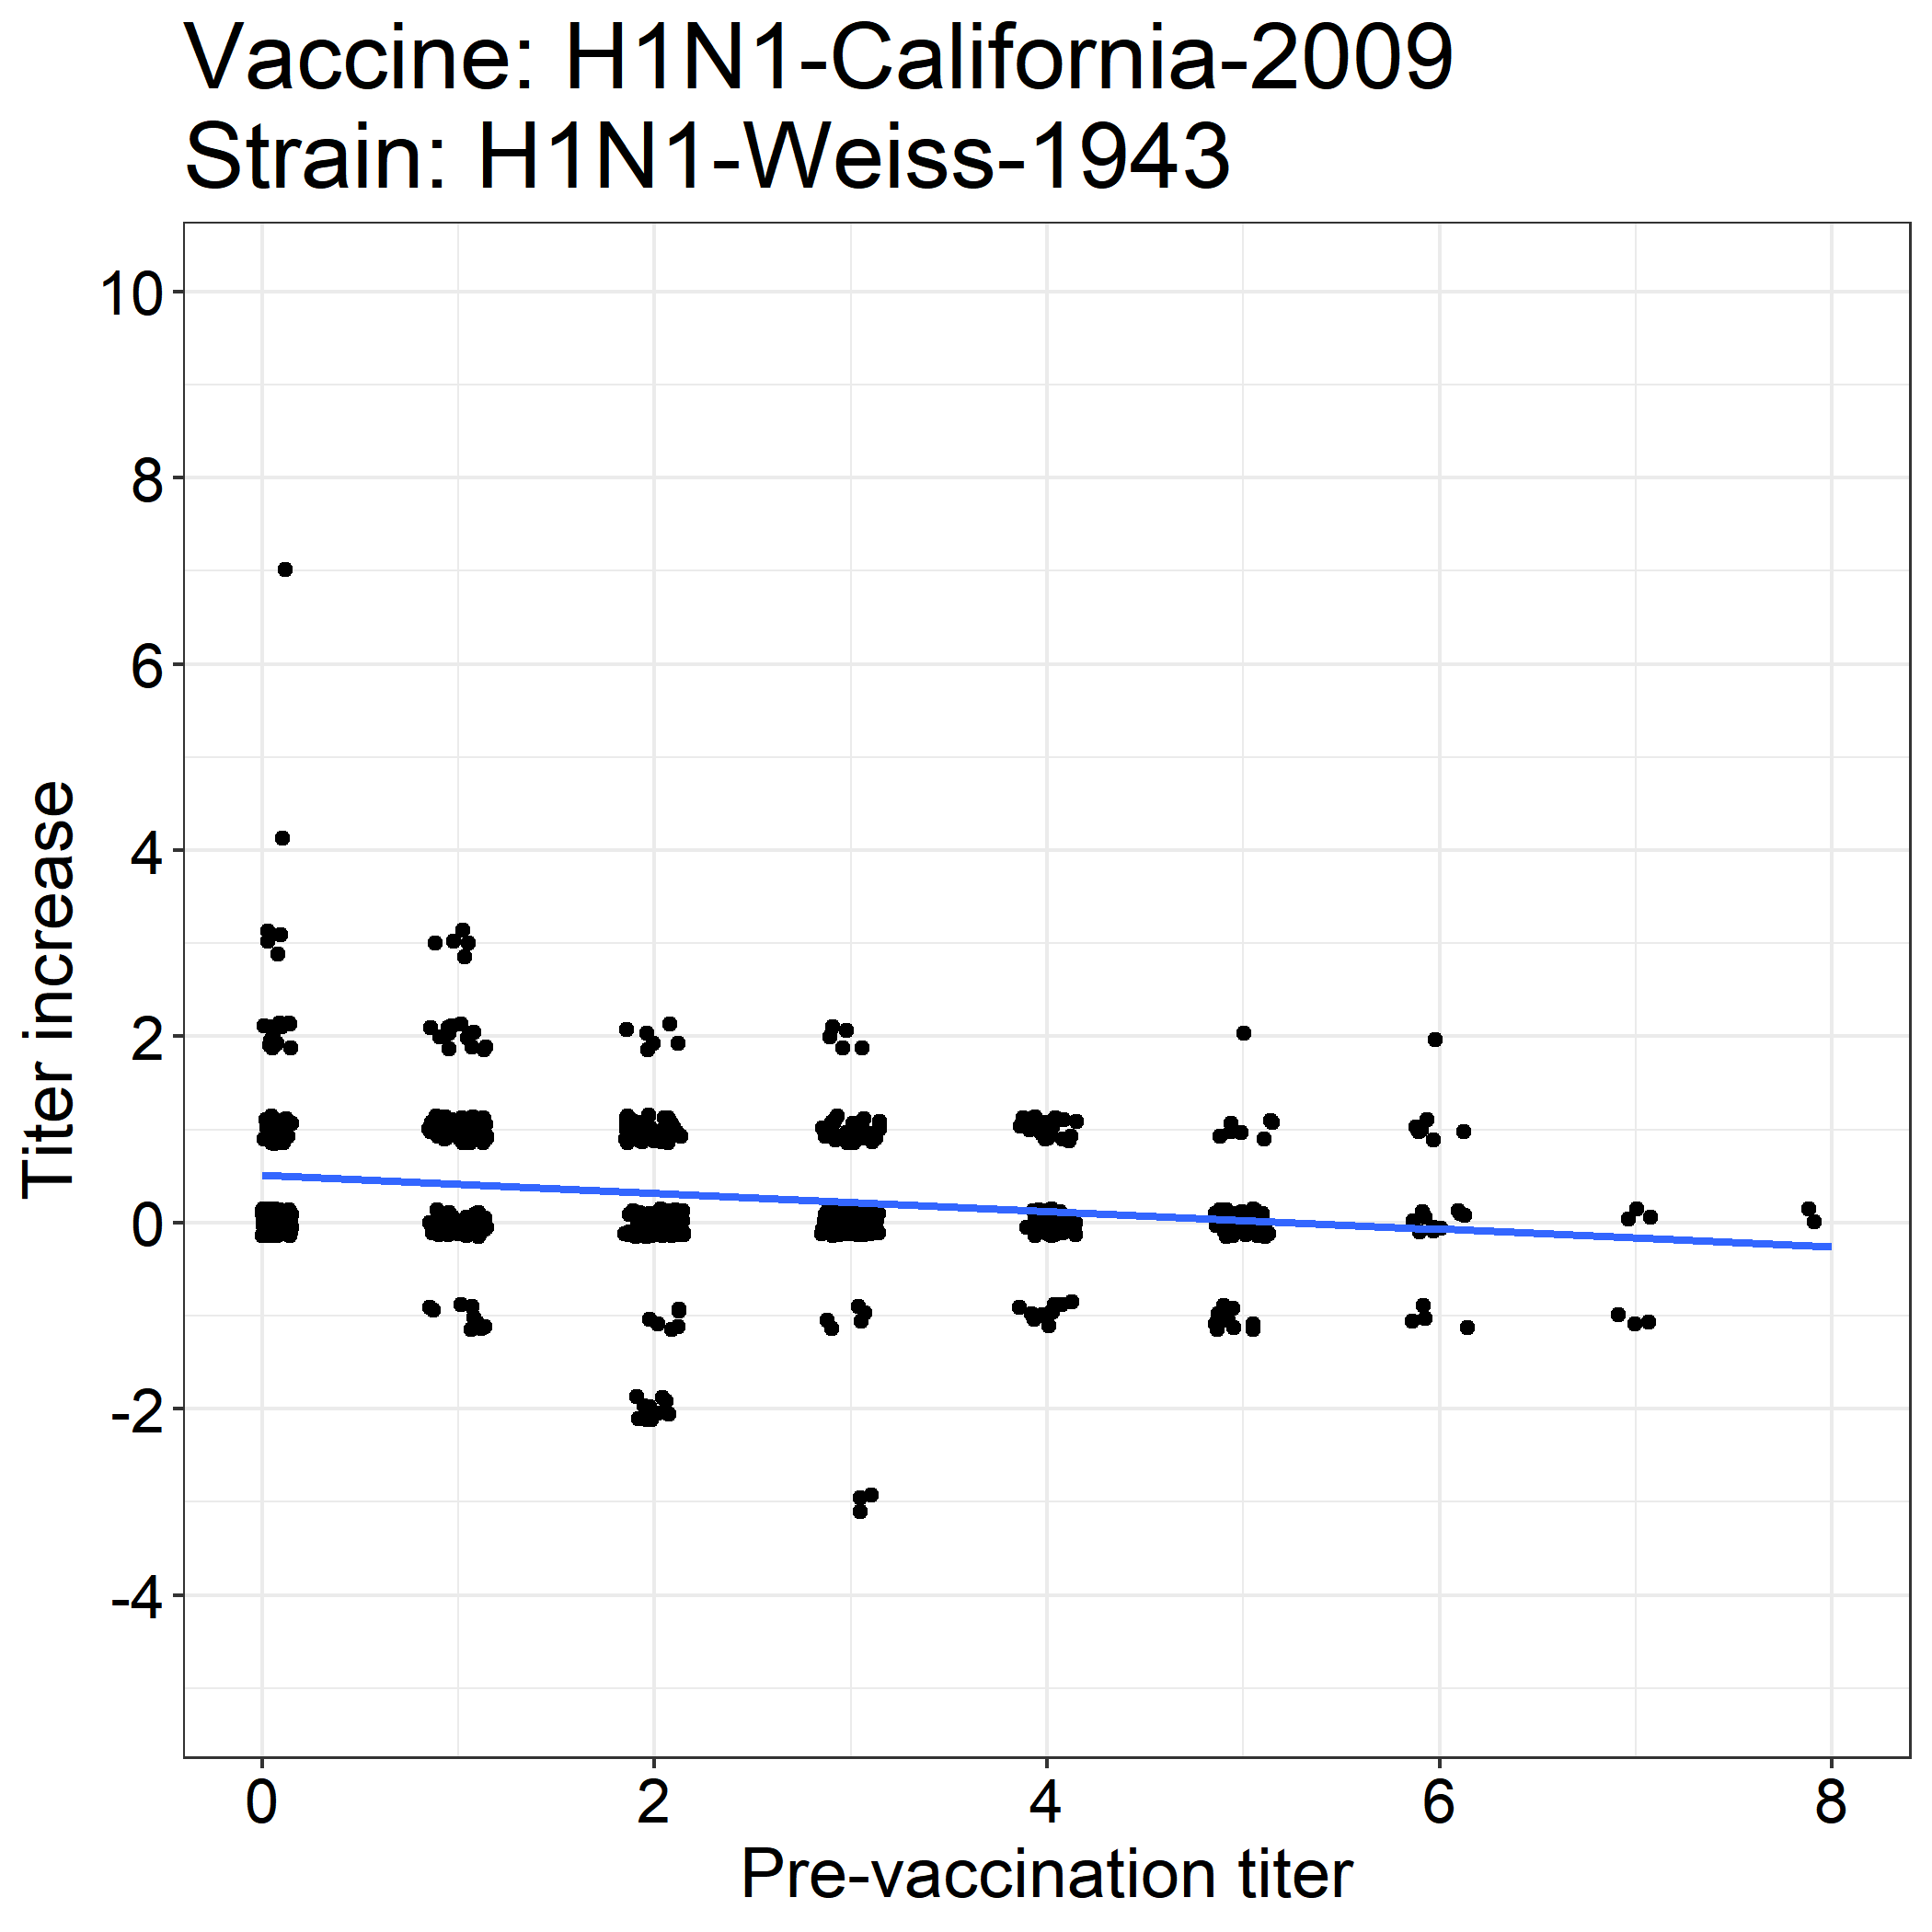 Vaccine: H1N1-California-2009
Strain: H1N1-Weiss-1943
10
8
6
4
2
0
-2
-4
Titer increase
0 2 4 6 8
Pre-vaccination titer